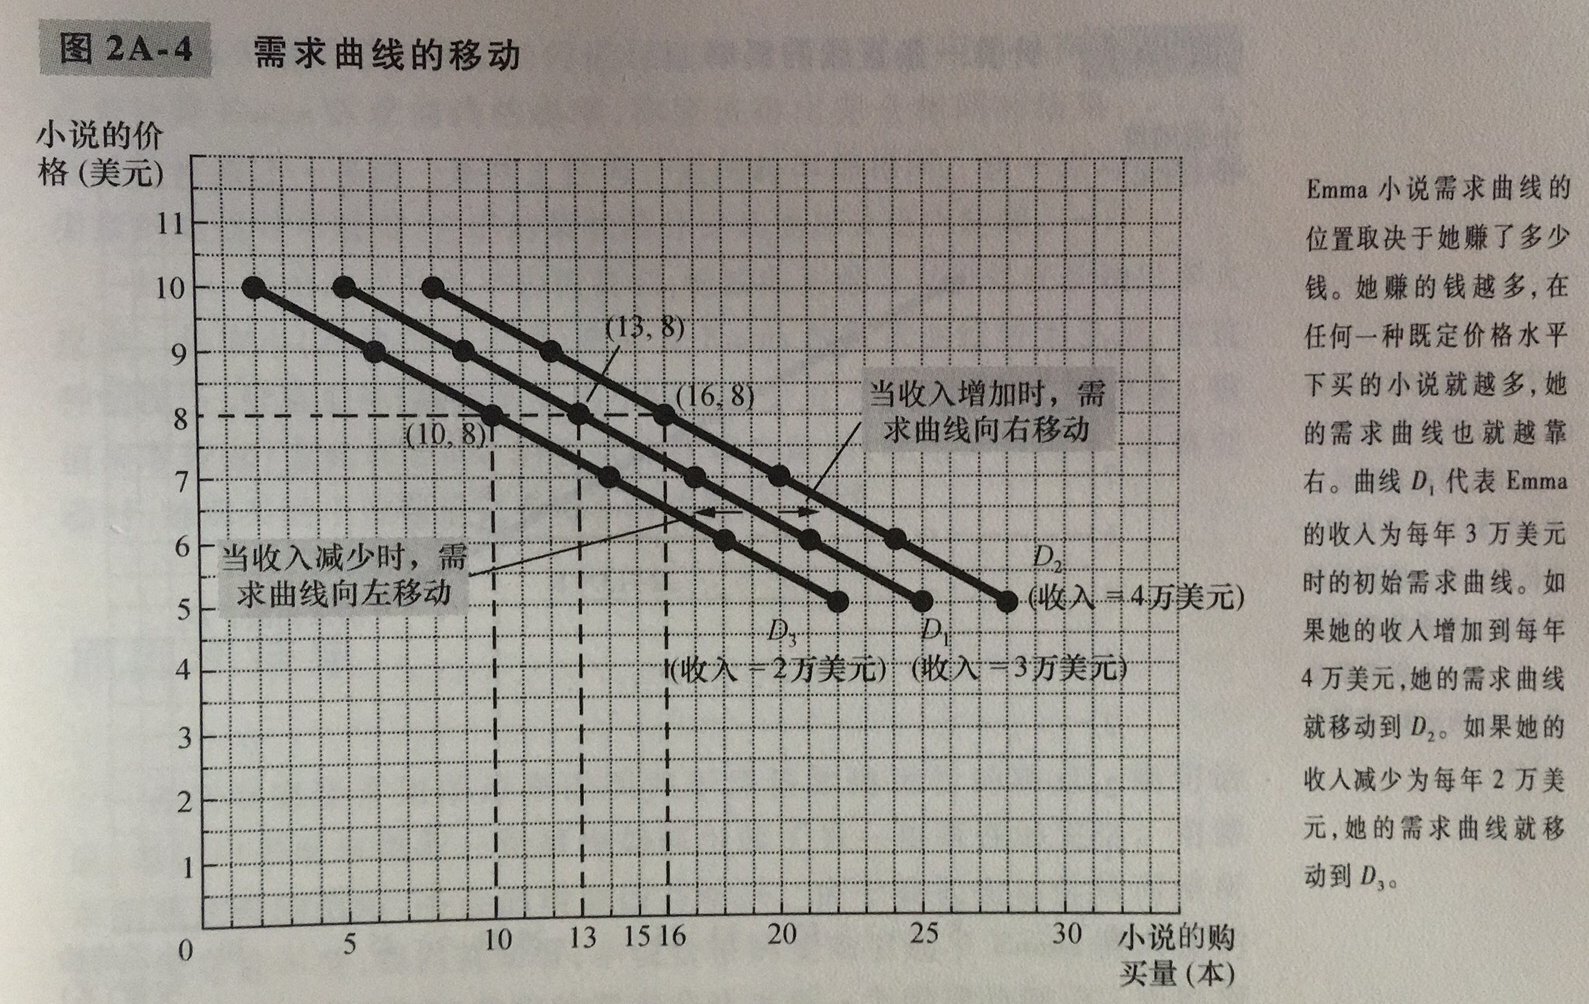 图 2A-4 需求曲线的移动
小说的价
格 (美元)
11
10
9
8
7
6
5
4
3
2
1
0
5
10
13
15
16
20
25
30
小说的购
买量 (本)
(13, 8)
(16, 8)
(10, 8)
当收入增加时，需
求曲线向右移动
当收入减少时，需
求曲线向左移动
D₂
(收入 = 4万美元)
D₃
(收入 = 2万美元)
D₁
(收入 = 3万美元)
Emma 小说需求曲线的
位置取决于她赚了多少
钱。她赚的钱越多,在
任何一种既定价格水平
下买的小说就越多,她
的需求曲线也就越靠
右。曲线 D₁ 代表 Emma
的收入为每年 3 万美元
时的初始需求曲线。如
果她的收入增加到每年
4 万美元,她的需求曲线
就移动到 D₂。如果她的
收入减少为每年 2 万美
元,她的需求曲线就移
动到 D₃。